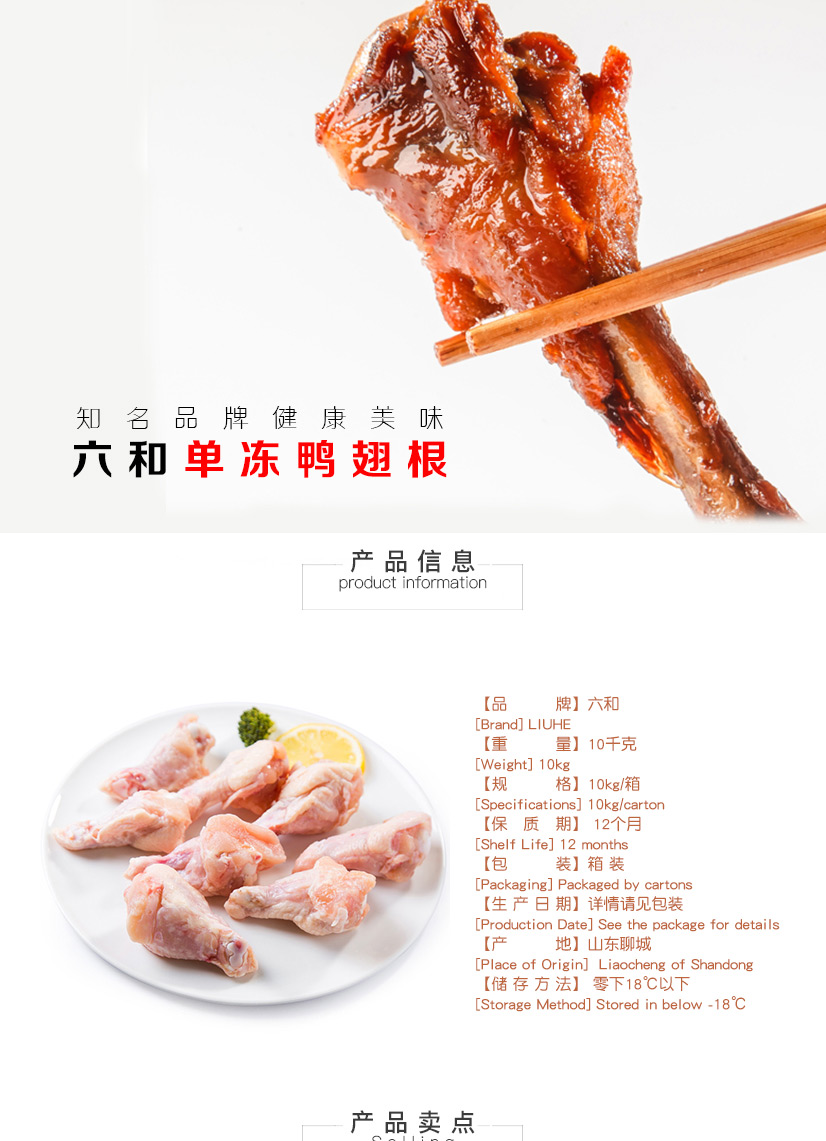 知名品牌健康美味
六和单冻鸭翅根
产品信息
product information
【品 牌】六和
[Brand] LIUHE
【重 量】10千克
[Weight] 10kg
【规 格】10kg/箱
[Specifications] 10kg/carton
【保 质 期】 12个月
[Shelf Life] 12 months
【包 装】箱 装
[Packaging] Packaged by cartons
【生 产 日 期】详情请见包装
[Production Date] See the package for details
【产 地】山东聊城
[Place of Origin] Liaocheng of Shandong
【储 存 方 法】 零下18℃以下
[Storage Method] Stored in below -18℃
产品卖点
Selling